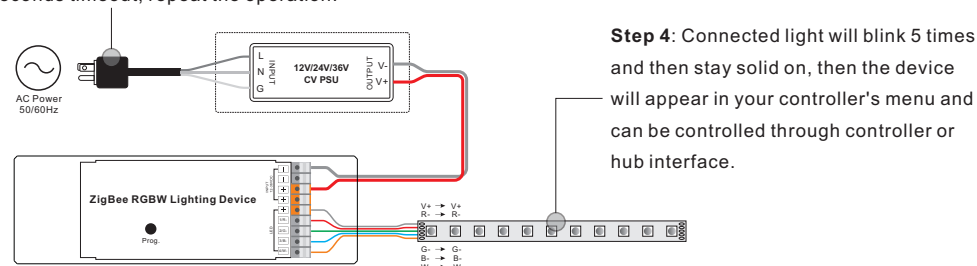 Step 4: Connected light will blink 5 times
and then stay solid on, then the device
will appear in your controller's menu and
can be controlled through controller or
hub interface.
AC Power
50/60Hz
L
N
G
INPUT
12V/24V/36V
CV PSU
OUTPUT
V-
V+
ZigBee RGBW Lighting Device
Prog.
INPUT
LED
V+ → V+
R- → R-
G- → G-
B- → B-